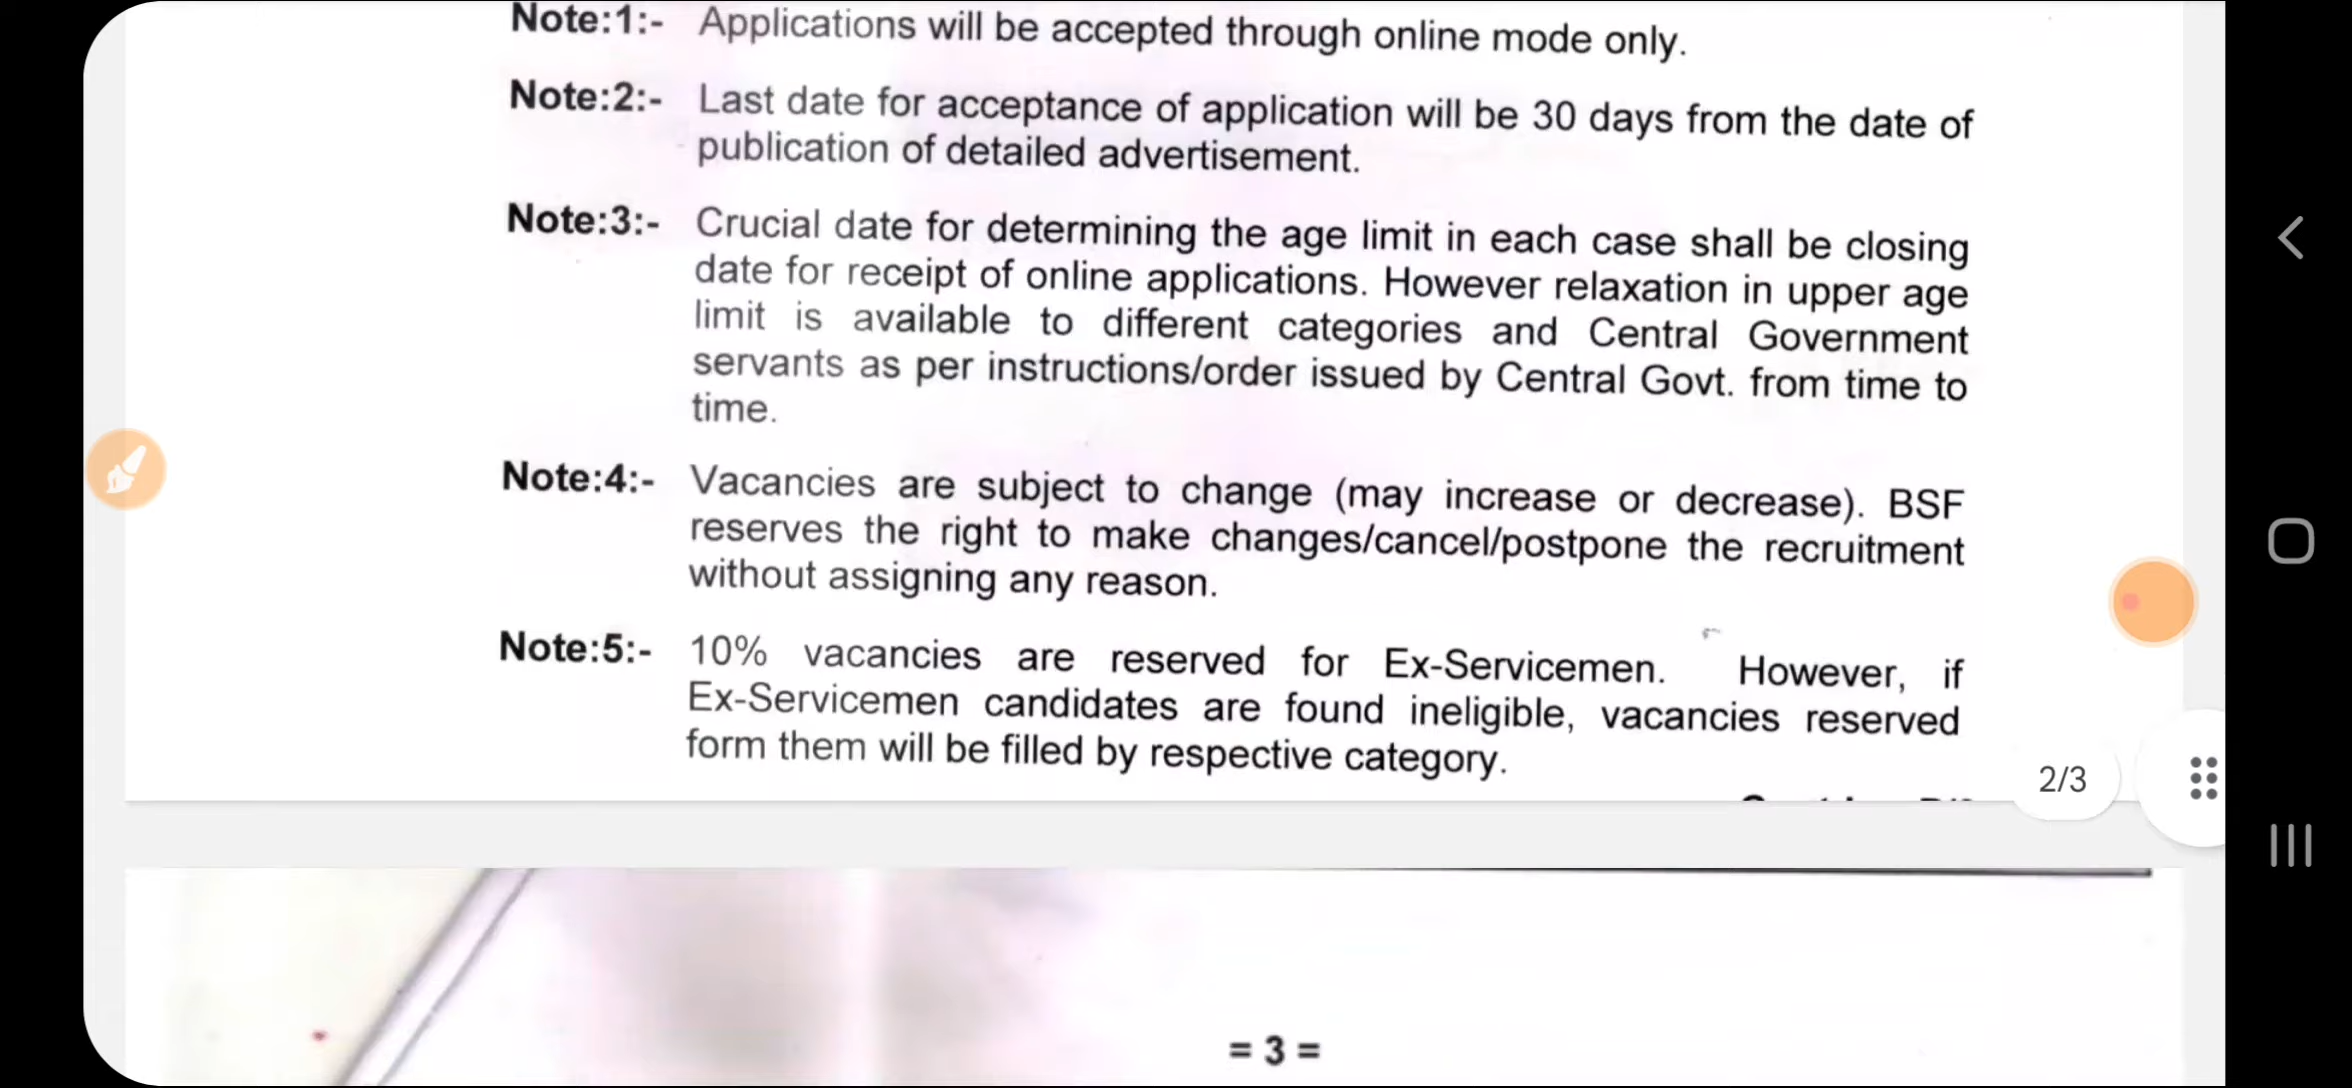 Note:1:- Applications will be accepted through online mode only.
Note:2:- Last date for acceptance of application will be 30 days from the date of
publication of detailed advertisement.
Note:3:- Crucial date for determining the age limit in each case shall be closing
date for receipt of online applications. However relaxation in upper age
limit is available to different categories and Central Government
servants as per instructions/order issued by Central Govt. from time to
time.
Note:4:- Vacancies are subject to change (may increase or decrease). BSF
reserves the right to make changes/cancel/postpone the recruitment
without assigning any reason.
Note:5:- 10% vacancies are reserved for Ex-Servicemen. However, if
Ex-Servicemen candidates are found ineligible, vacancies reserved
form them will be filled by respective category.
2/3
= 3 =